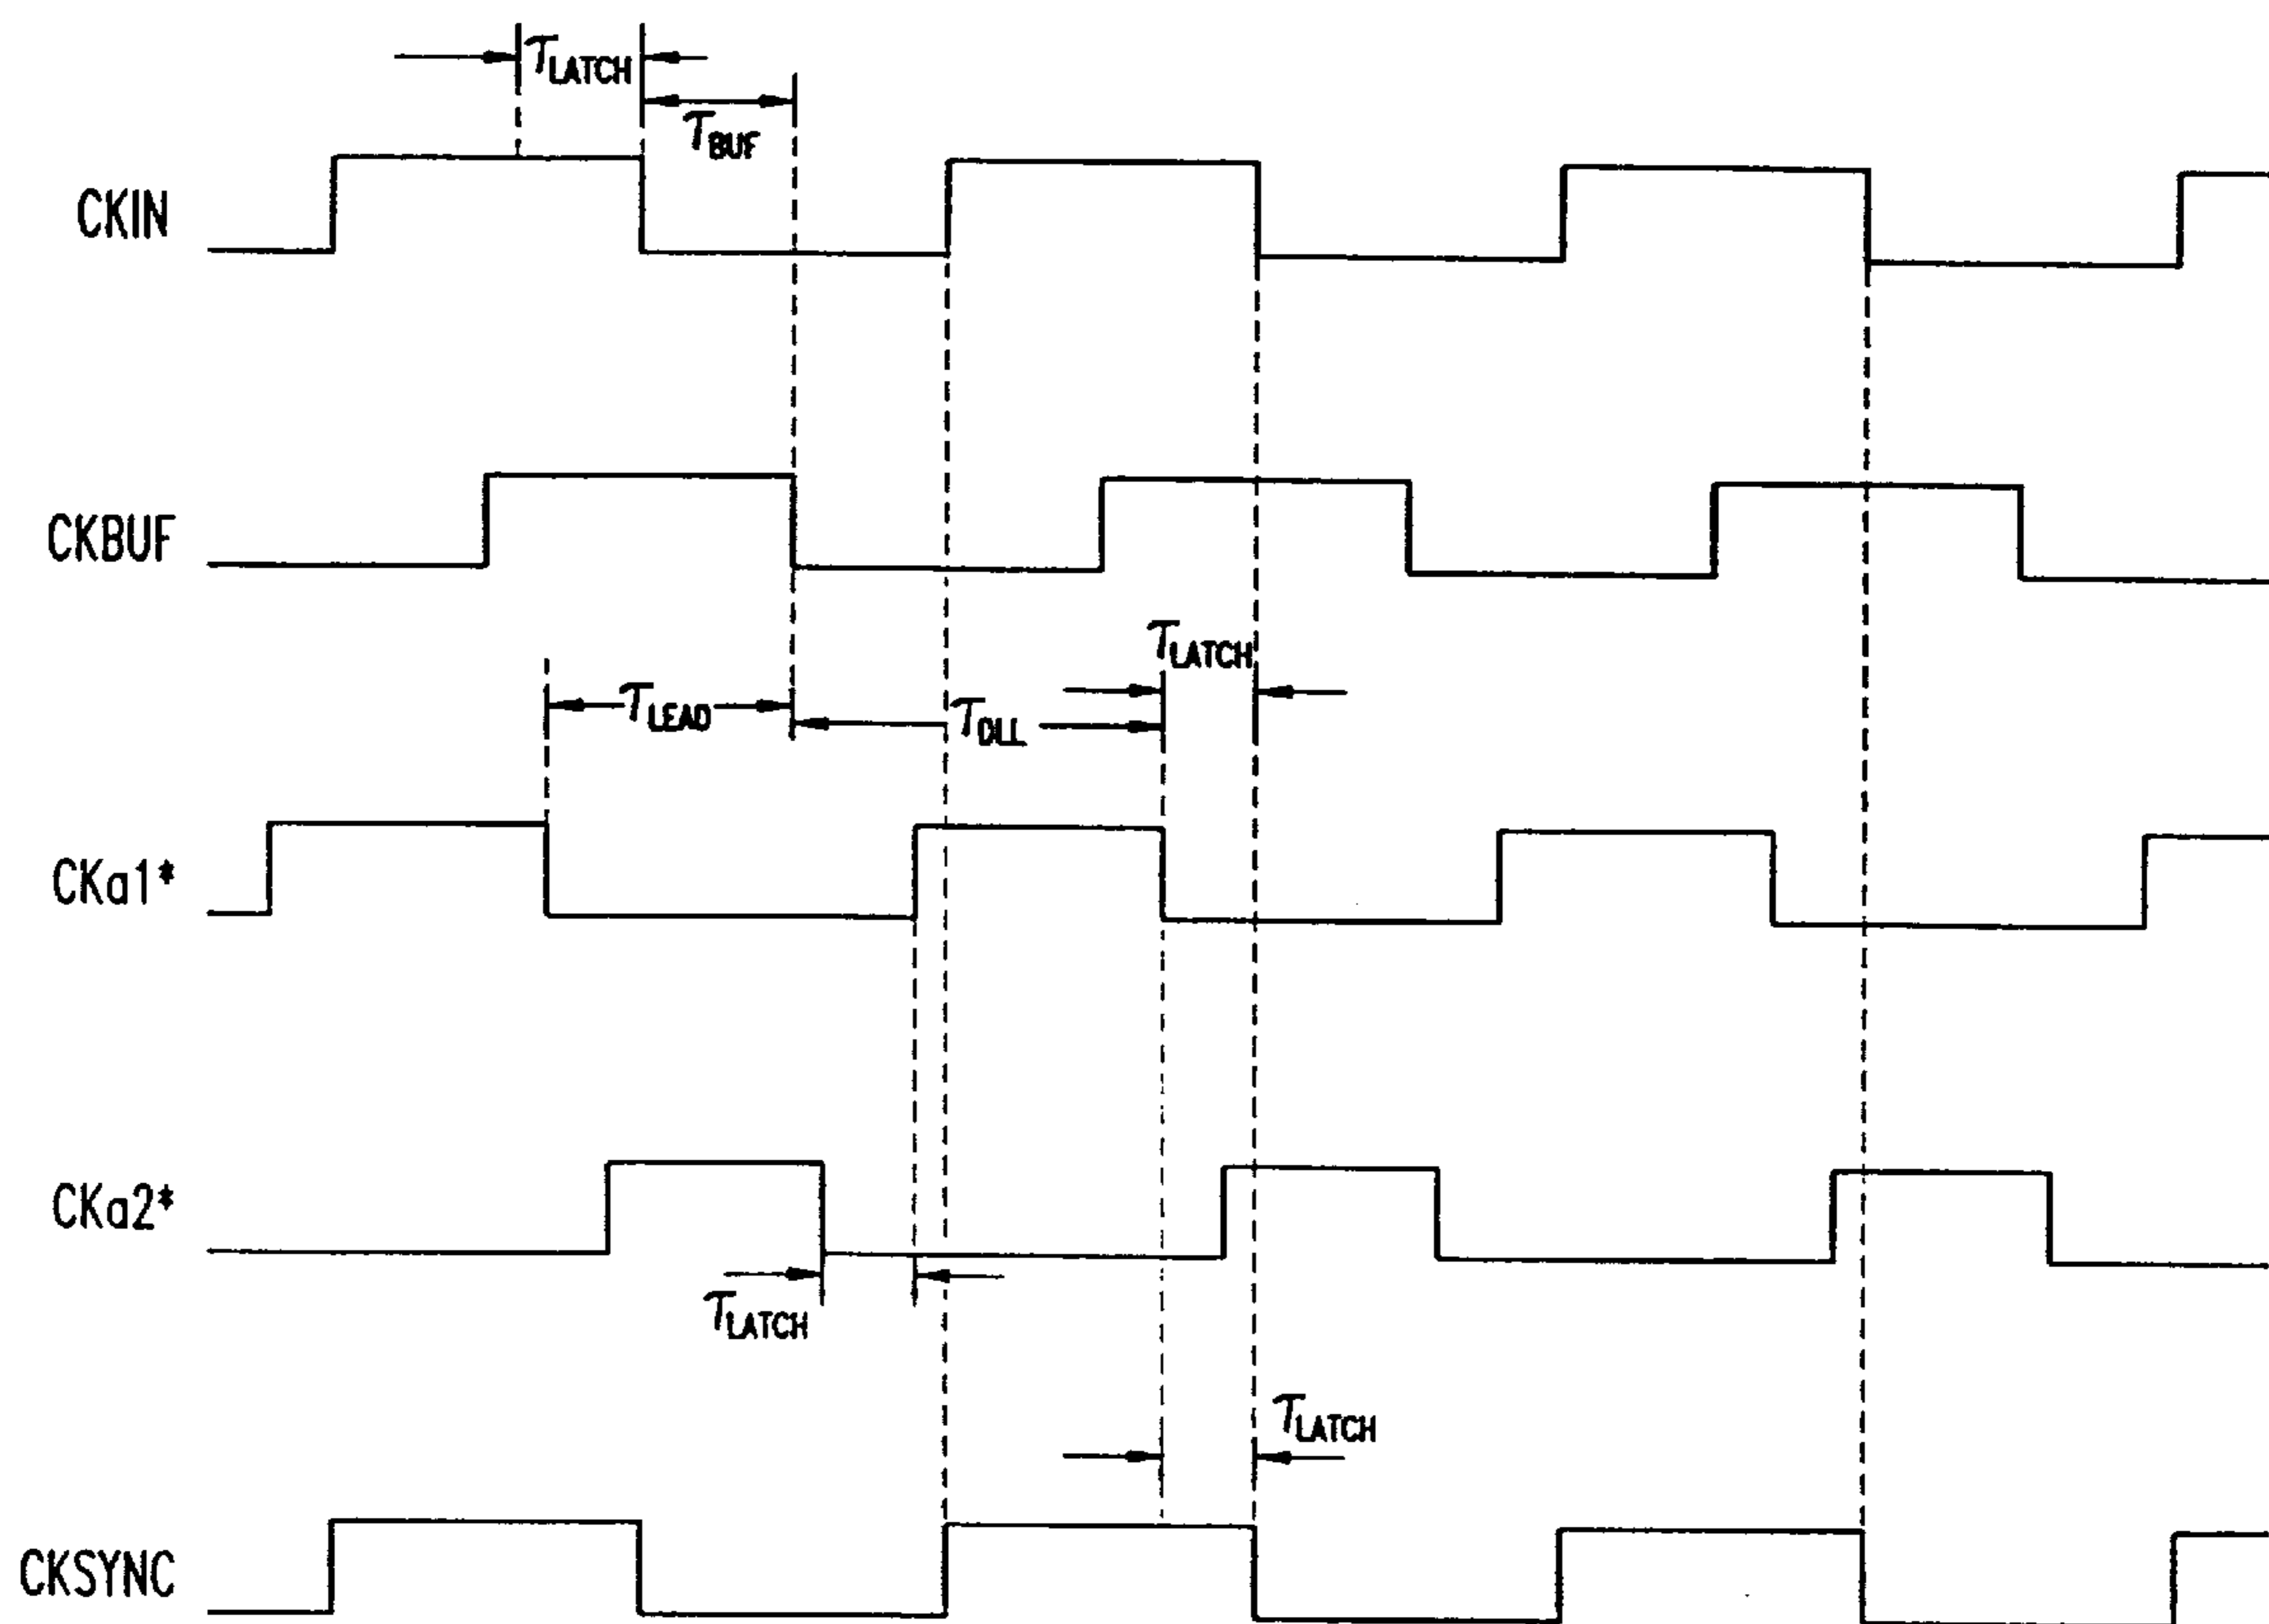 τLATCH
τBUF
CKIN
CKBUF
τLATCH
τLEAD
τDLL
CKa1*
CKa2*
τLATCH
τLATCH
CKSYNC